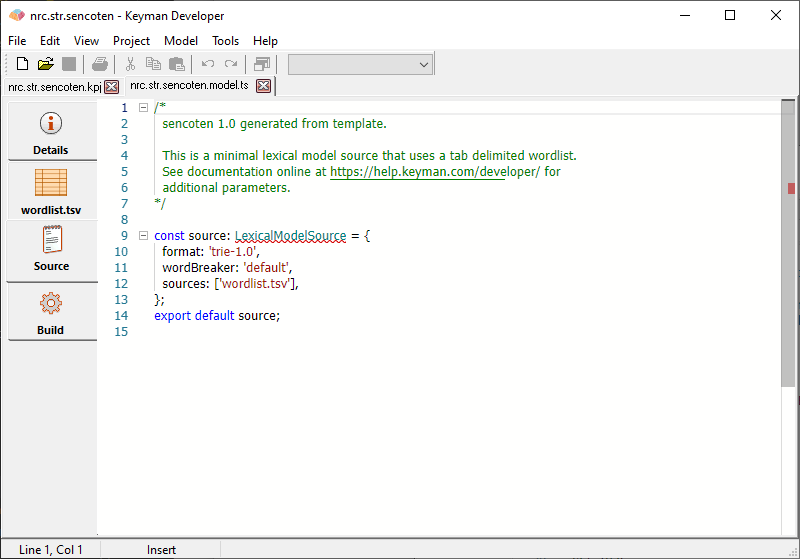 nrc.str.sencoten - Keyman Developer
File Edit View Project Model Tools Help
nrc.str.sencoten.kpj nrc.str.sencoten.model.ts
Details
wordlist.tsv
Source
Build
1 /*
2 sencoten 1.0 generated from template.
3
4 This is a minimal lexical model source that uses a tab delimited wordlist.
5 See documentation online at https://help.keyman.com/developer/ for
6 additional parameters.
7 */
8
9 const source: LexicalModelSource = {
10 format: 'trie-1.0',
11 wordBreaker: 'default',
12 sources: ['wordlist.tsv'],
13 };
14 export default source;
15
Line 1, Col 1 Insert